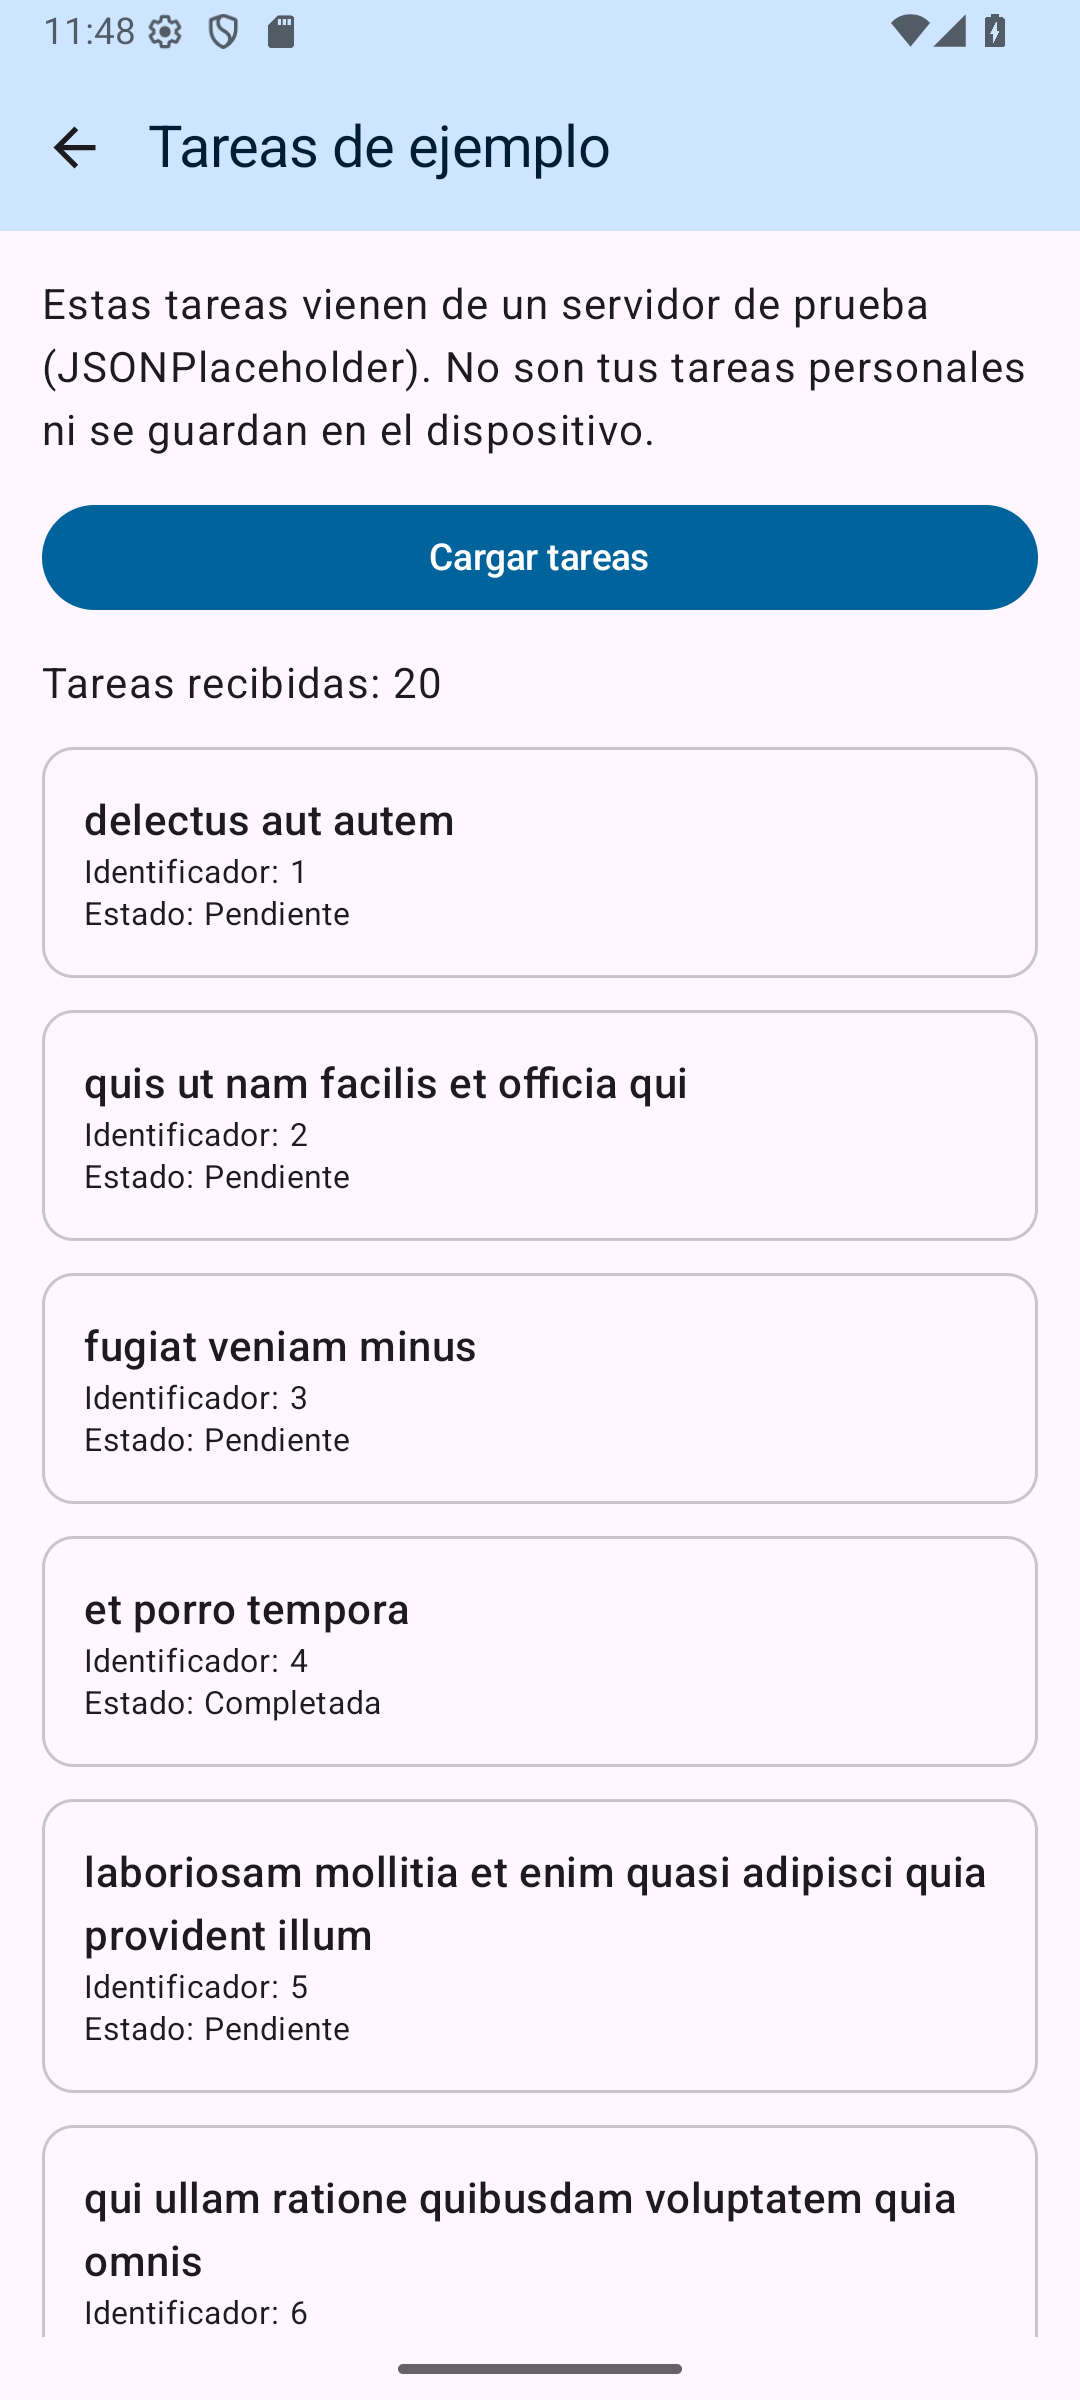 11:48
Tareas de ejemplo
Estas tareas vienen de un servidor de prueba
(JSONPlaceholder). No son tus tareas personales
ni se guardan en el dispositivo.
Cargar tareas
Tareas recibidas: 20
delectus aut autem
Identificador: 1
Estado: Pendiente
quis ut nam facilis et officia qui
Identificador: 2
Estado: Pendiente
fugiat veniam minus
Identificador: 3
Estado: Pendiente
et porro tempora
Identificador: 4
Estado: Completada
laboriosam mollitia et enim quasi adipisci quia
provident illum
Identificador: 5
Estado: Pendiente
qui ullam ratione quibusdam voluptatem quia
omnis
Identificador: 6